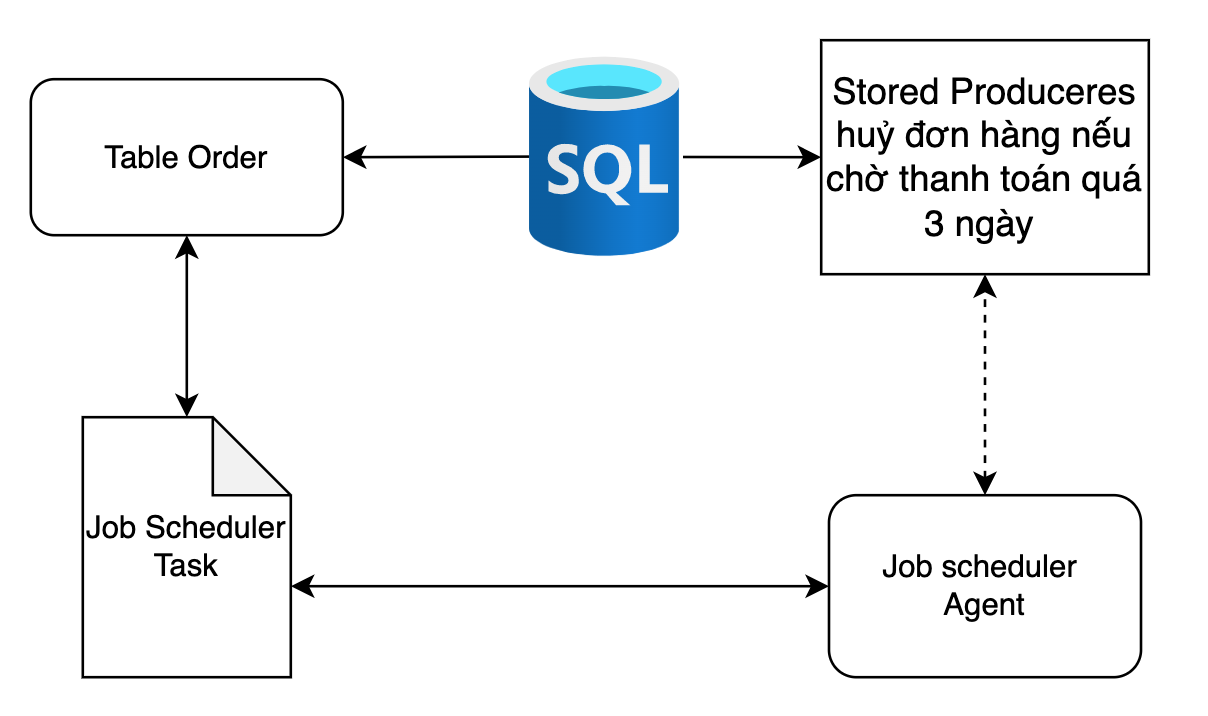 Table Order
SQL
Stored Produceres
huỷ đơn hàng nếu
chờ thanh toán quá
3 ngày
Job Scheduler
Task
Job scheduler
Agent